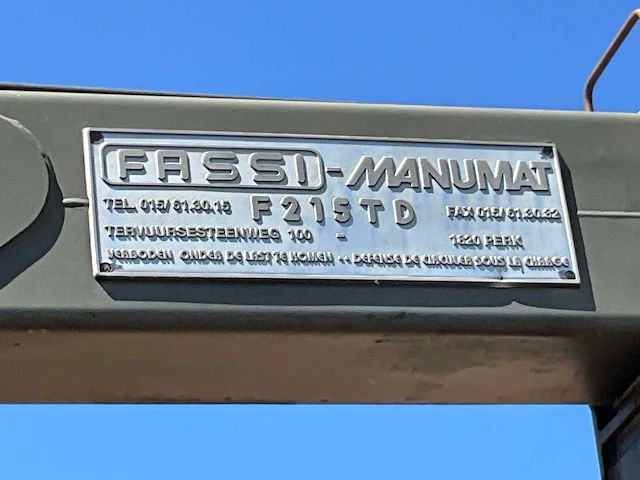 FASSI-MANUMAT
TEL. 015/61.30.15 F215TD FAX 015/61.30.32
TERVUURSESTEENWEG 100 - 1820 PERK
VERBODEN ONDER DE LAST TE KOMEN -- DEFENSE DE CIRCULER SOUS LA CHARGE